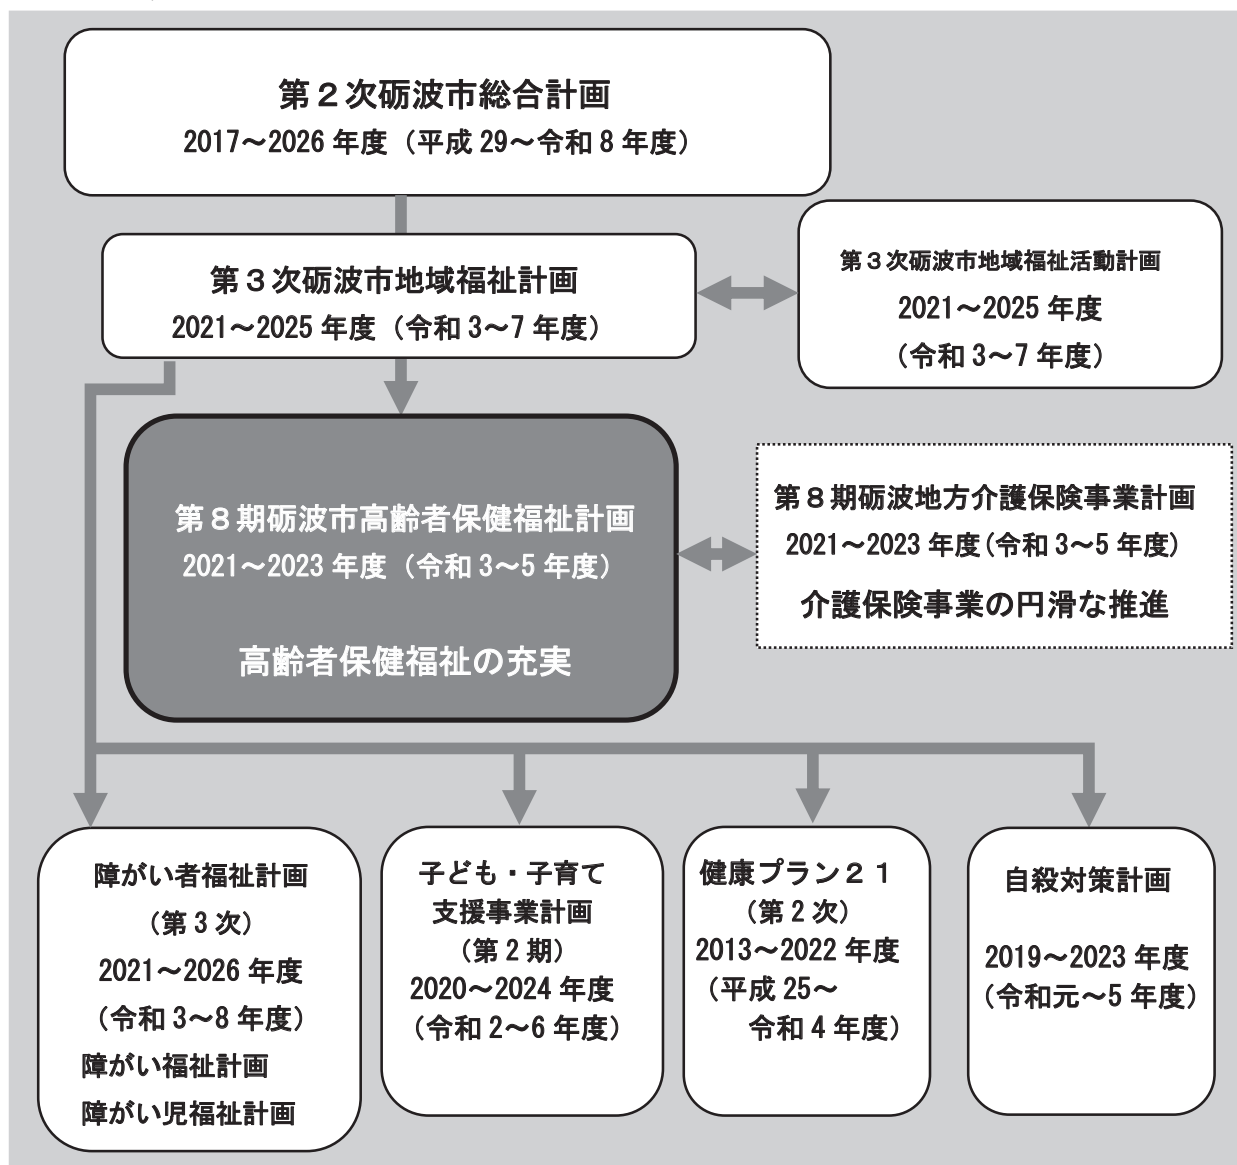 第２次砺波市総合計画
2017～2026 年度（平成 29～令和 8 年度）
第３次砺波市地域福祉計画
2021～2025 年度（令和 3～7 年度）
第３次砺波市地域福祉活動計画
2021～2025 年度
（令和 3～7 年度）
第８期砺波市高齢者保健福祉計画
2021～2023 年度（令和 3～5 年度）
高齢者保健福祉の充実
第８期砺波地方介護保険事業計画
2021～2023 年度(令和 3～5 年度)
介護保険事業の円滑な推進
障がい者福祉計画
（第 3 次）
2021～2026 年度
（令和 3～8 年度）
障がい福祉計画
障がい児福祉計画
子ども・子育て
支援事業計画
（第 2 期）
2020～2024 年度
（令和 2～6 年度）
健康プラン２１
（第 2 次）
2013～2022 年度
（平成 25～
令和 4 年度）
自殺対策計画
2019～2023 年度
（令和元～5 年度）